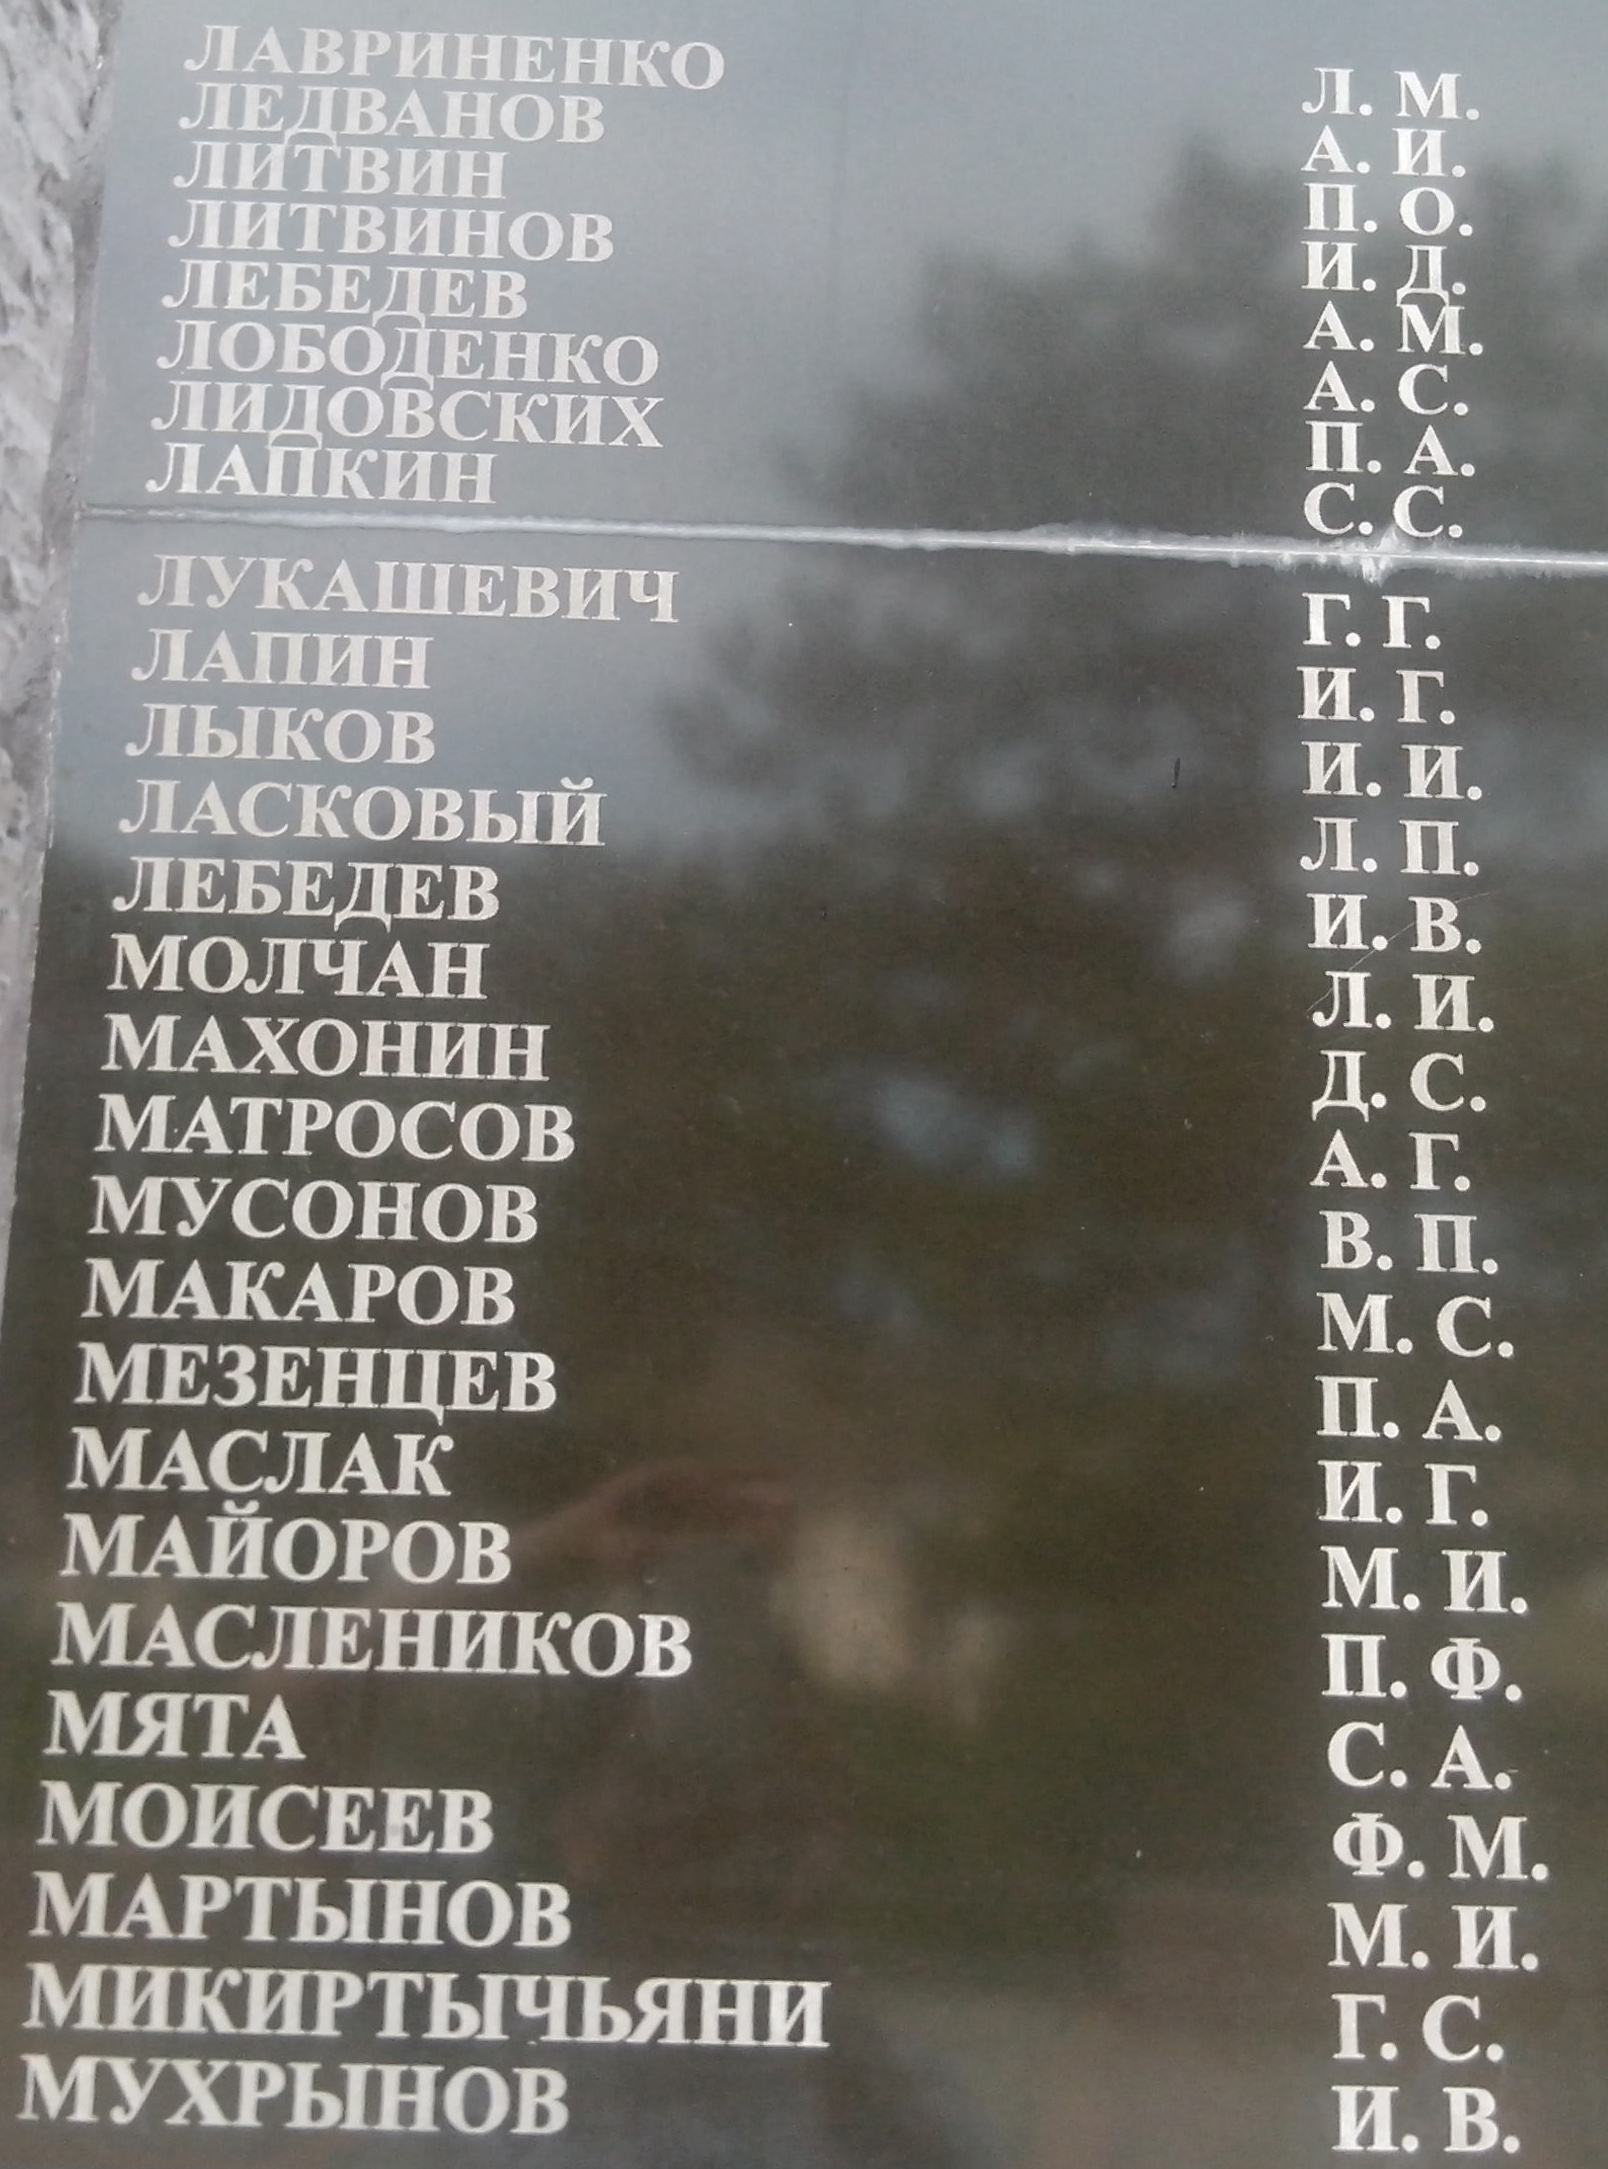 ЛАВРИНЕНКО Л. М.
ЛЕДВАНОВ А. И.
ЛИТВИН П. О.
ЛИТВИНОВ И. Д.
ЛЕБЕДЕВ А. М.
ЛОБОДЕНКО А. С.
ЛИДОВСКИХ П. А.
ЛАПКИН С. С.
ЛУКАШЕВИЧ Г. Г.
ЛАПИН И. Г.
ЛЫКОВ И. И.
ЛАСКОВЫЙ Л. П.
ЛЕБЕДЕВ И. В.
МОЛЧАН Л. И.
МАХОНИН Д. С.
МАТРОСОВ А. Г.
МУСОНОВ В. П.
МАКАРОВ М. С.
МЕЗЕНЦЕВ П. А.
МАСЛАК И. Г.
МАЙОРОВ М. И.
МАСЛЕНИКОВ П. Ф.
МЯТА С. А.
МОИСЕЕВ Ф. М.
МАРТЫНОВ М. И.
МИКИРТЫЧЬЯНИ Г. С.
МУХРЫНОВ И. В.